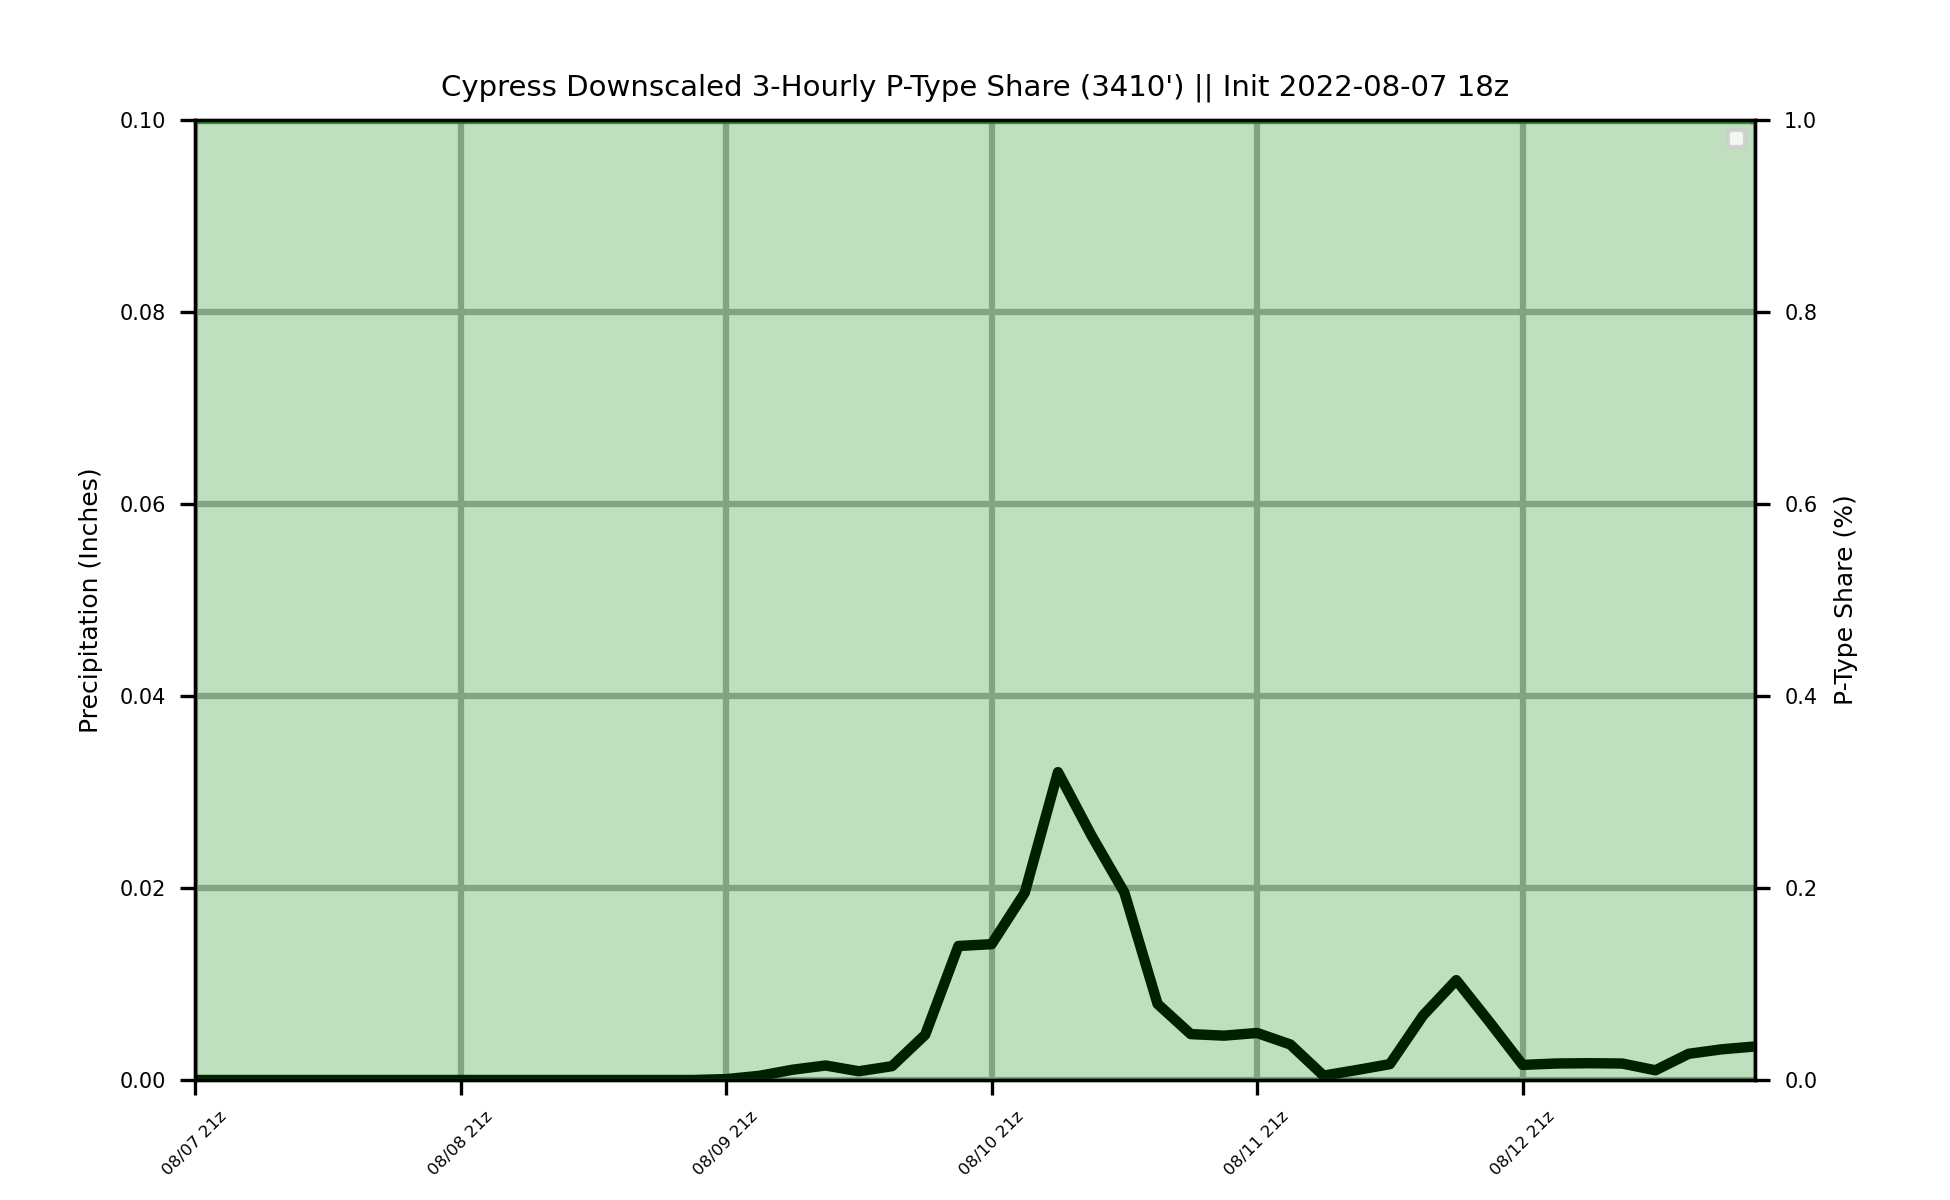 Cypress Downscaled 3-Hourly P-Type Share (3410') || Init 2022-08-07 18z
0.10
0.08
0.06
0.04
0.02
0.00
Precipitation (Inches)
1.0
0.8
0.6
0.4
0.2
0.0
P-Type Share (%)
08/07 21z
08/08 21z
08/09 21z
08/10 21z
08/11 21z
08/12 21z